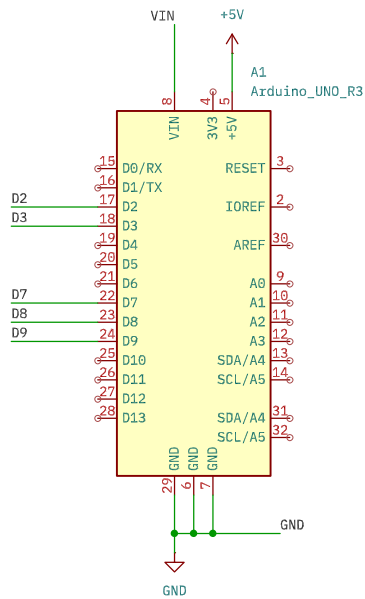 VIN
+5V
A1
Arduino_UNO_R3
8
4
5
VIN
3V3
+5V
15 D0/RX
RESET 3
16 D1/TX
D2 17 D2
IOREF 2
D3 18 D3
19 D4
AREF 30
20 D5
21 D6
A0 9
D7 22 D7
A1 10
D8 23 D8
A2 11
D9 24 D9
A3 12
25 D10
SDA/A4 13
26 D11
SCL/A5 14
27 D12
28 D13
SDA/A4 31
SCL/A5 32
GND
GND
GND
29
6
7
GND
GND